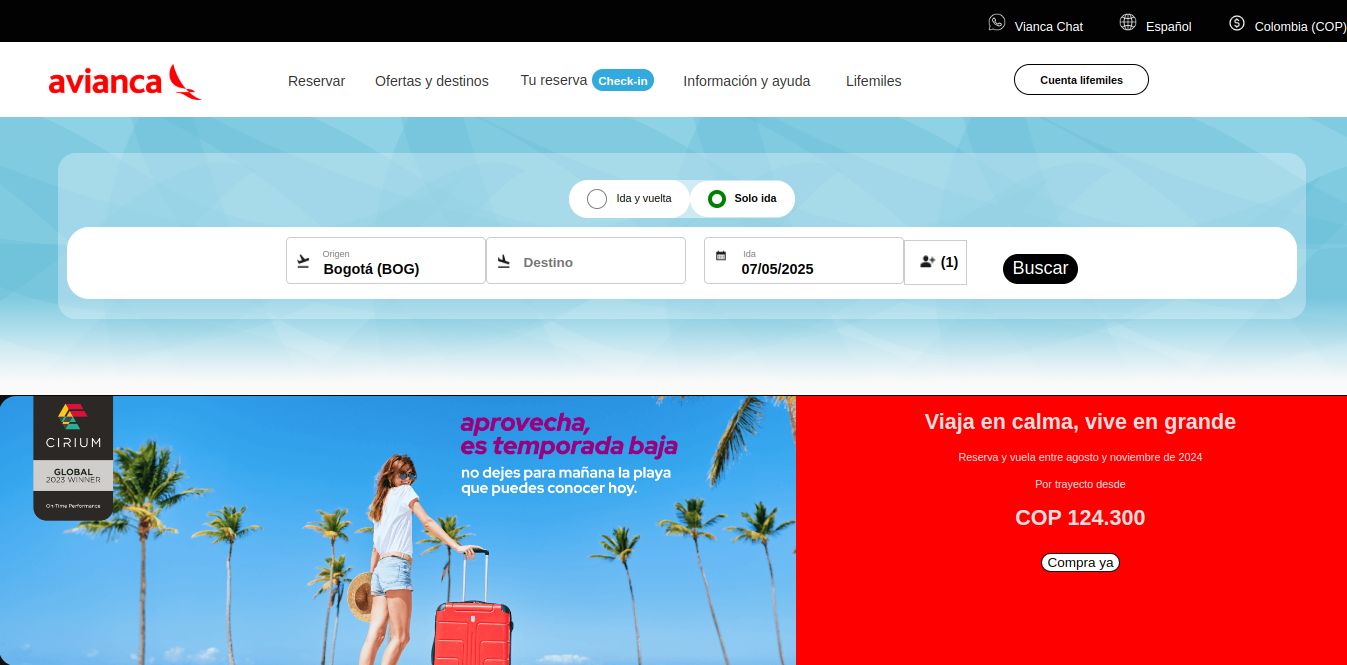 Vianca Chat
Español
Colombia (COP)
avianca
Reservar
Ofertas y destinos
Tu reserva Check-in
Información y ayuda
Lifemiles
Cuenta lifemiles
Ida y vuelta
Solo ida
Origen
Bogotá (BOG)
Destino
Ida
07/05/2025
(1)
Buscar
CIRIUM
GLOBAL
2023 WINNER
On-Time Performance
aprovecha,
es temporada baja
no dejes para mañana la playa
que puedes conocer hoy.
Viaja en calma, vive en grande
Reserva y vuela entre agosto y noviembre de 2024
Por trayecto desde
COP 124.300
Compra ya